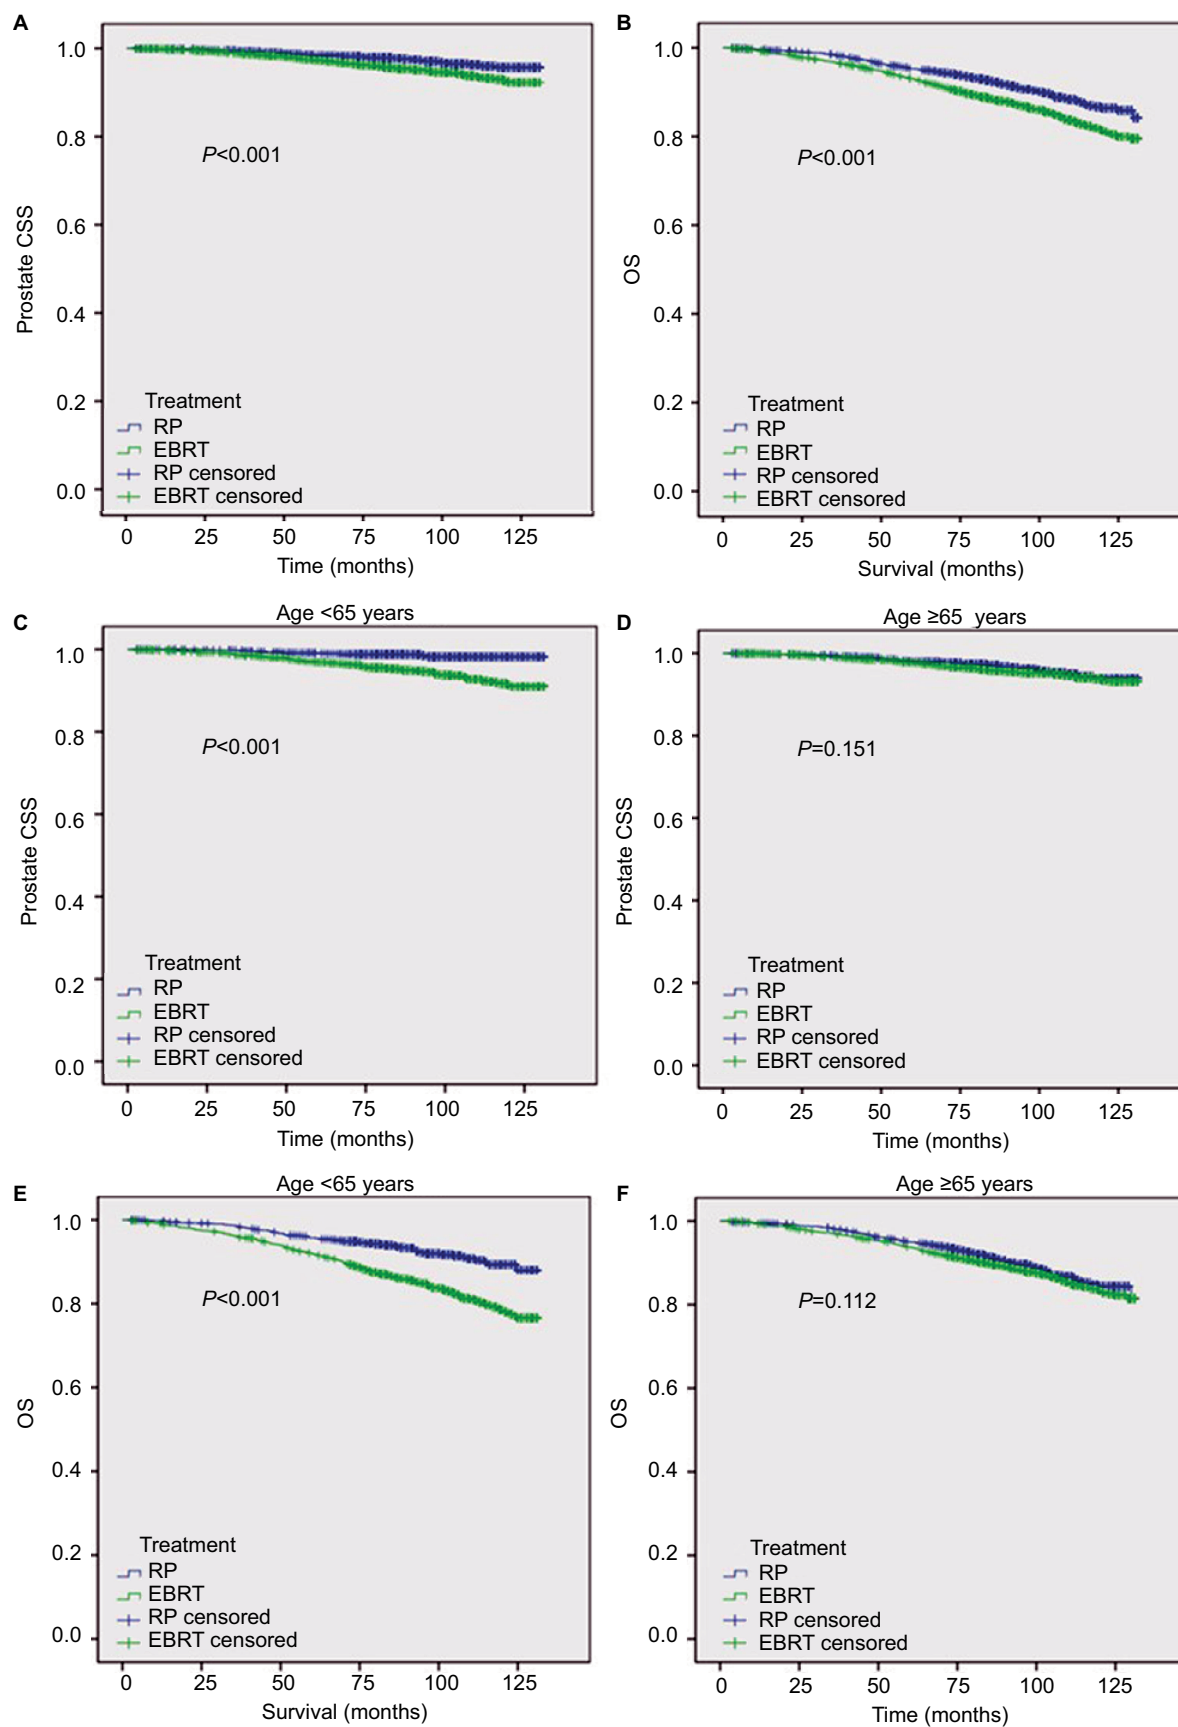 A
1.0
0.8
0.6
0.4
0.2
0.0
Prostate CSS
P<0.001
Treatment
RP
EBRT
RP censored
EBRT censored
0 25 50 75 100 125
Time (months)
B
1.0
0.8
0.6
0.4
0.2
0.0
OS
P<0.001
Treatment
RP
EBRT
RP censored
EBRT censored
0 25 50 75 100 125
Survival (months)
C
Age <65 years
1.0
0.8
0.6
0.4
0.2
0.0
Prostate CSS
P<0.001
Treatment
RP
EBRT
RP censored
EBRT censored
0 25 50 75 100 125
Time (months)
D
Age ≥65 years
1.0
0.8
0.6
0.4
0.2
0.0
Prostate CSS
P=0.151
Treatment
RP
EBRT
RP censored
EBRT censored
0 25 50 75 100 125
Time (months)
E
Age <65 years
1.0
0.8
0.6
0.4
0.2
0.0
OS
P<0.001
Treatment
RP
EBRT
RP censored
EBRT censored
0 25 50 75 100 125
Survival (months)
F
Age ≥65 years
1.0
0.8
0.6
0.4
0.2
0.0
OS
P=0.112
Treatment
RP
EBRT
RP censored
EBRT censored
0 25 50 75 100 125
Time (months)